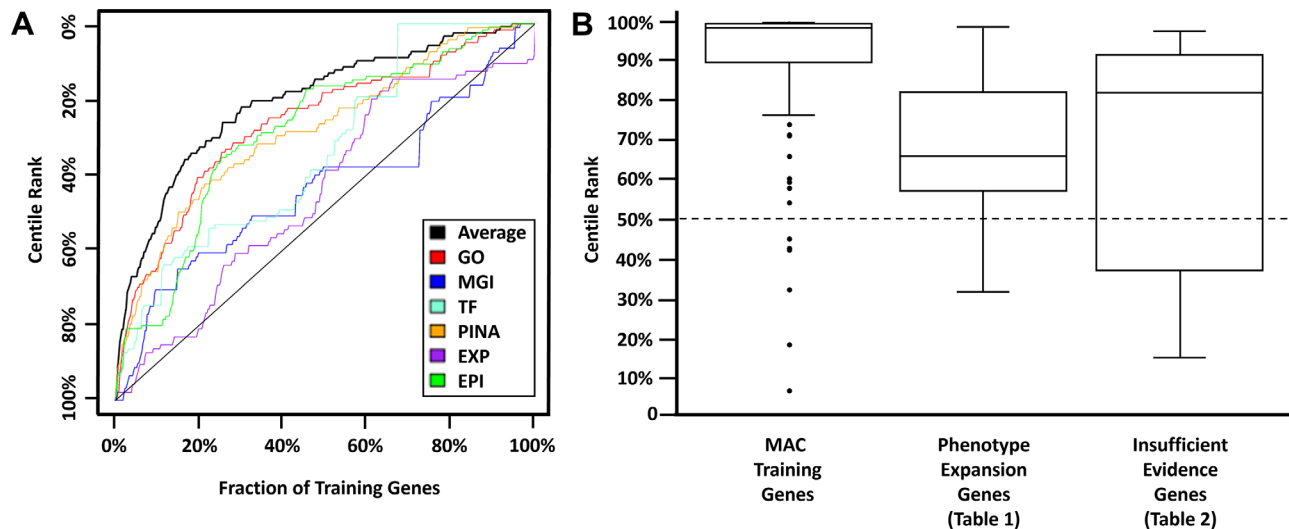 A
Centile Rank
0%
20%
40%
60%
80%
100%
0%
20%
40%
60%
80%
100%
Fraction of Training Genes
Average
GO
MGI
TF
PINA
EXP
EPI
B
Centile Rank
100%
90%
80%
70%
60%
50%
40%
30%
20%
10%
0
MAC
Training
Genes
Phenotype
Expansion
Genes
(Table 1)
Insufficient
Evidence
Genes
(Table 2)